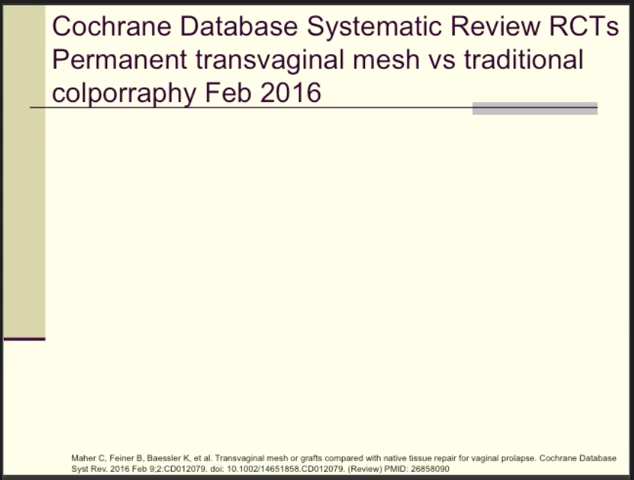 Cochrane Database Systematic Review RCTs
Permanent transvaginal mesh vs traditional
colporraphy Feb 2016
Maher C, Feiner B, Baessler K, et al. Transvaginal mesh or grafts compared with native tissue repair for vaginal prolapse. Cochrane Database
Syst Rev. 2016 Feb 9;2:CD012079. doi: 10.1002/14651858.CD012079. (Review) PMID: 26858090